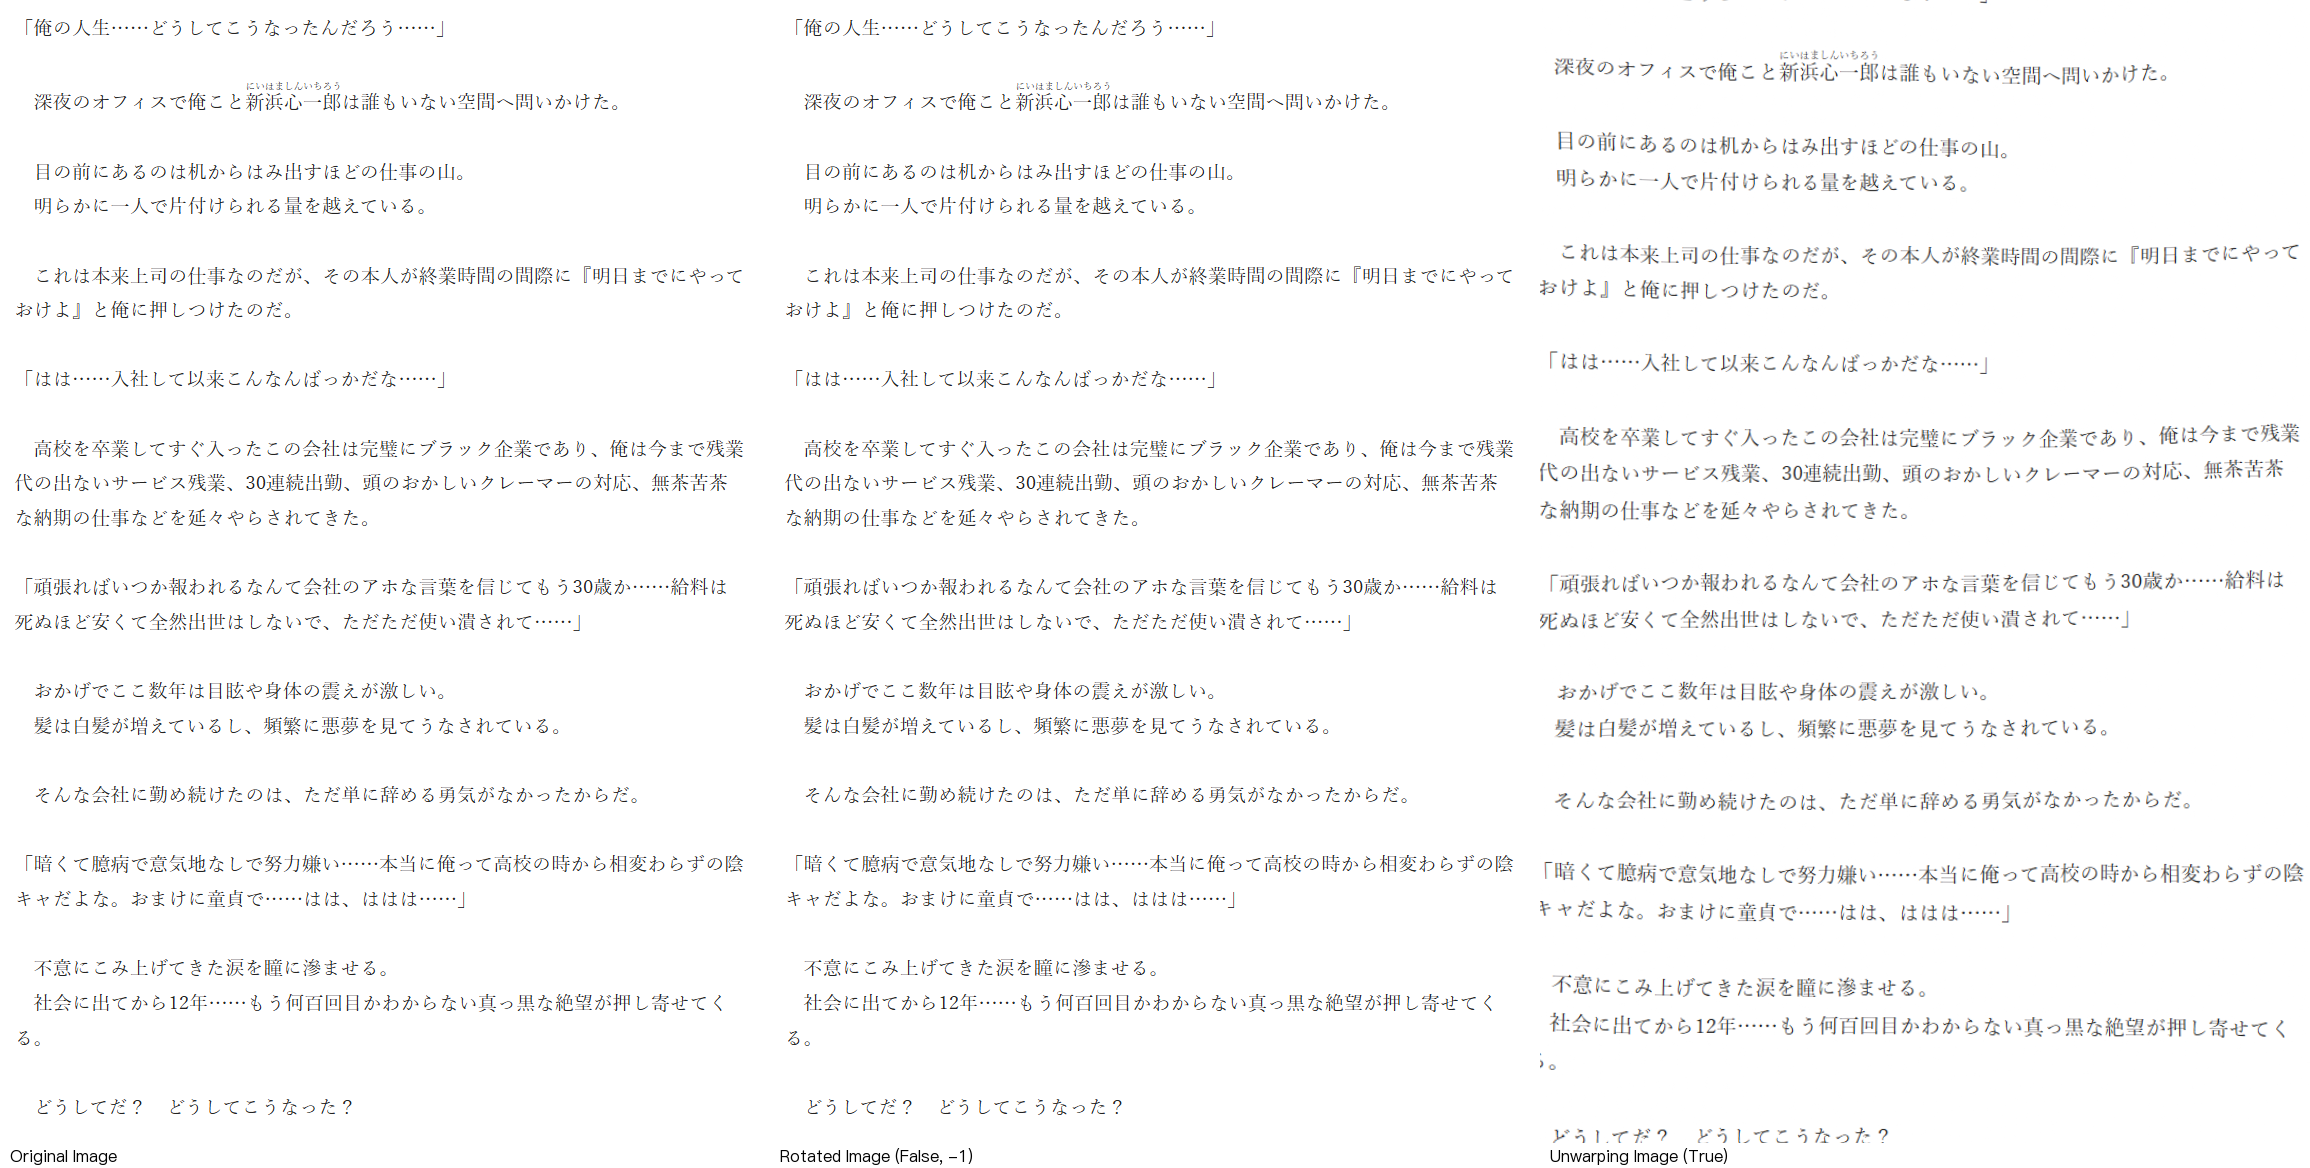 「俺の人生……どうしてこうなったんだろう……」
にいはましんいちろう
深夜のオフィスで俺こと新浜心一郎は誰もいない空間へ問いかけた。
目の前にあるのは机からはみ出すほどの仕事の山。
明らかに一人で片付けられる量を越えている。
これは本来上司の仕事なのだが、その本人が終業時間の間際に『明日までにやって
おけよ』と俺に押しつけたのだ。
「はは……入社して以来こんなんばっかだな……」
高校を卒業してすぐ入ったこの会社は完璧にブラック企業であり、俺は今まで残業
代の出ないサービス残業、30連続出勤、頭のおかしいクレーマーの対応、無茶苦茶
な納期の仕事などを延々やらされてきた。
「頑張ればいつか報われるなんて会社のアホな言葉を信じてもう30歳か……給料は
死ぬほど安くて全然出世はしないで、ただただ使い潰されて……」
おかげでここ数年は目眩や身体の震えが激しい。
髪は白髪が増えているし、頻繁に悪夢を見てうなされている。
そんな会社に勤め続けたのは、ただ単に辞める勇気がなかったからだ。
「暗くて臆病で意気地なしで努力嫌い……本当に俺って高校の時から相変わらずの陰
キャだよな。おまけに童貞で……はは、ははは……」
不意にこみ上げてきた涙を瞳に滲ませる。
社会に出てから12年……もう何百回目かわからない真っ黒な絶望が押し寄せてく
る。
どうしてだ？　どうしてこうなった？
Original Image
「俺の人生……どうしてこうなったんだろう……」
にいはましんいちろう
深夜のオフィスで俺こと新浜心一郎は誰もいない空間へ問いかけた。
目の前にあるのは机からはみ出すほどの仕事の山。
明らかに一人で片付けられる量を越えている。
これは本来上司の仕事なのだが、その本人が終業時間の間際に『明日までにやって
おけよ』と俺に押しつけたのだ。
「はは……入社して以来こんなんばっかだな……」
高校を卒業してすぐ入ったこの会社は完璧にブラック企業であり、俺は今まで残業
代の出ないサービス残業、30連続出勤、頭のおかしいクレーマーの対応、無茶苦茶
な納期の仕事などを延々やらされてきた。
「頑張ればいつか報われるなんて会社のアホな言葉を信じてもう30歳か……給料は
死ぬほど安くて全然出世はしないで、ただただ使い潰されて……」
おかげでここ数年は目眩や身体の震えが激しい。
髪は白髪が増えているし、頻繁に悪夢を見てうなされている。
そんな会社に勤め続けたのは、ただ単に辞める勇気がなかったからだ。
「暗くて臆病で意気地なしで努力嫌い……本当に俺って高校の時から相変わらずの陰
キャだよな。おまけに童貞で……はは、ははは……」
不意にこみ上げてきた涙を瞳に滲ませる。
社会に出てから12年……もう何百回目かわからない真っ黒な絶望が押し寄せてく
る。
どうしてだ？　どうしてこうなった？
Rotated Image (False, -1)
にいはましんいちろう
深夜のオフィスで俺こと新浜心一郎は誰もいない空間へ問いかけた。
目の前にあるのは机からはみ出すほどの仕事の山。
明らかに一人で片付けられる量を越えている。
これは本来上司の仕事なのだが、その本人が終業時間の間際に『明日までにやって
おけよ』と俺に押しつけたのだ。
「はは……入社して以来こんなんばっかだな……」
高校を卒業してすぐ入ったこの会社は完璧にブラック企業であり、俺は今まで残業
代の出ないサービス残業、30連続出勤、頭のおかしいクレーマーの対応、無茶苦茶
な納期の仕事などを延々やらされてきた。
「頑張ればいつか報われるなんて会社のアホな言葉を信じてもう30歳か……給料は
死ぬほど安くて全然出世はしないで、ただただ使い潰されて……」
おかげでここ数年は目眩や身体の震えが激しい。
髪は白髪が増えているし、頻繁に悪夢を見てうなされている。
そんな会社に勤め続けたのは、ただ単に辞める勇気がなかったからだ。
「暗くて臆病で意気地なしで努力嫌い……本当に俺って高校の時から相変わらずの陰
キャだよな。おまけに童貞で……はは、ははは……」
不意にこみ上げてきた涙を瞳に滲ませる。
社会に出てから12年……もう何百回目かわからない真っ黒な絶望が押し寄せてく
。
どうしてだ？　どうしてこうなった？
Unwarping Image (True)